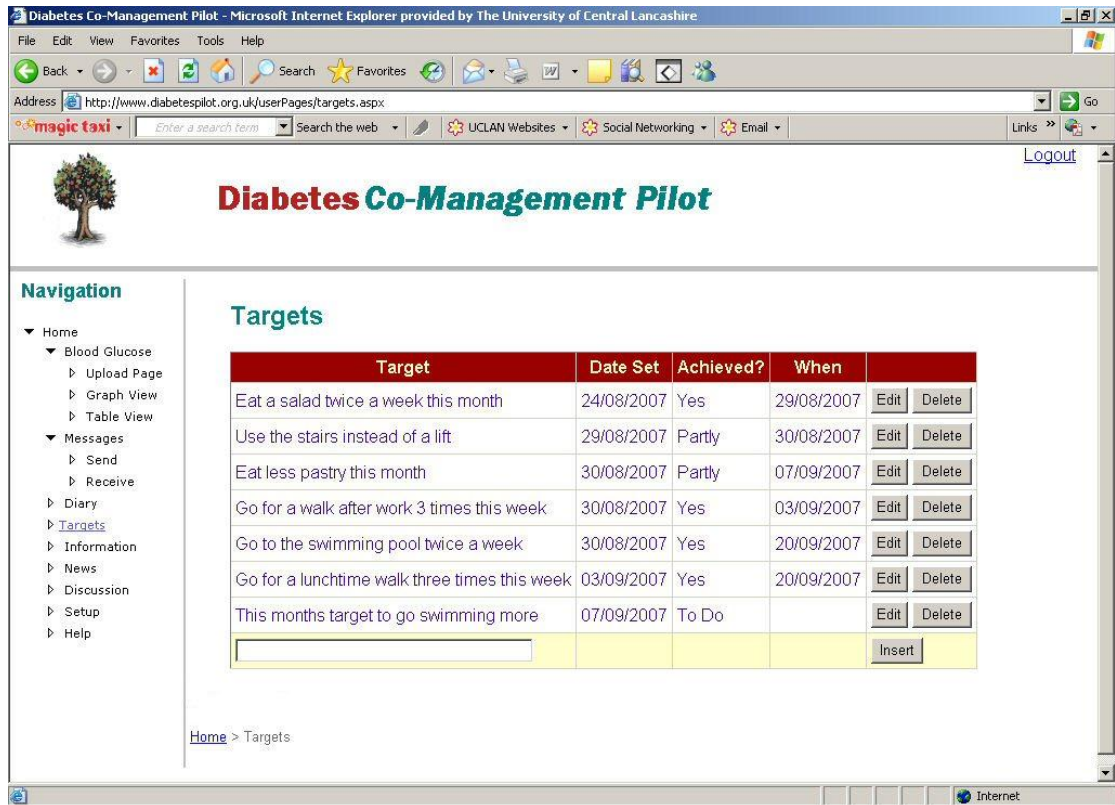 Diabetes Co-Management Pilot - Microsoft Internet Explorer provided by The University of Central Lancashire
File Edit View Favorites Tools Help
Back Search Favorites
Address http://www.diabetespilot.org.uk/userPages/targets.aspx Go
magic taxi Enter a search term Search the web UCLAN Websites Social Networking Email Links »
Logout
Diabetes Co-Management Pilot
Navigation
Home
Blood Glucose
Upload Page
Graph View
Table View
Messages
Send
Receive
Diary
Targets
Information
News
Discussion
Setup
Help
Targets
Target Date Set Achieved? When
Eat a salad twice a week this month 24/08/2007 Yes 29/08/2007 Edit Delete
Use the stairs instead of a lift 29/08/2007 Partly 30/08/2007 Edit Delete
Eat less pastry this month 30/08/2007 Partly 07/09/2007 Edit Delete
Go for a walk after work 3 times this week 30/08/2007 Yes 03/09/2007 Edit Delete
Go to the swimming pool twice a week 30/08/2007 Yes 20/09/2007 Edit Delete
Go for a lunchtime walk three times this week 03/09/2007 Yes 20/09/2007 Edit Delete
This months target to go swimming more 07/09/2007 To Do Edit Delete
Insert
Home > Targets
Internet